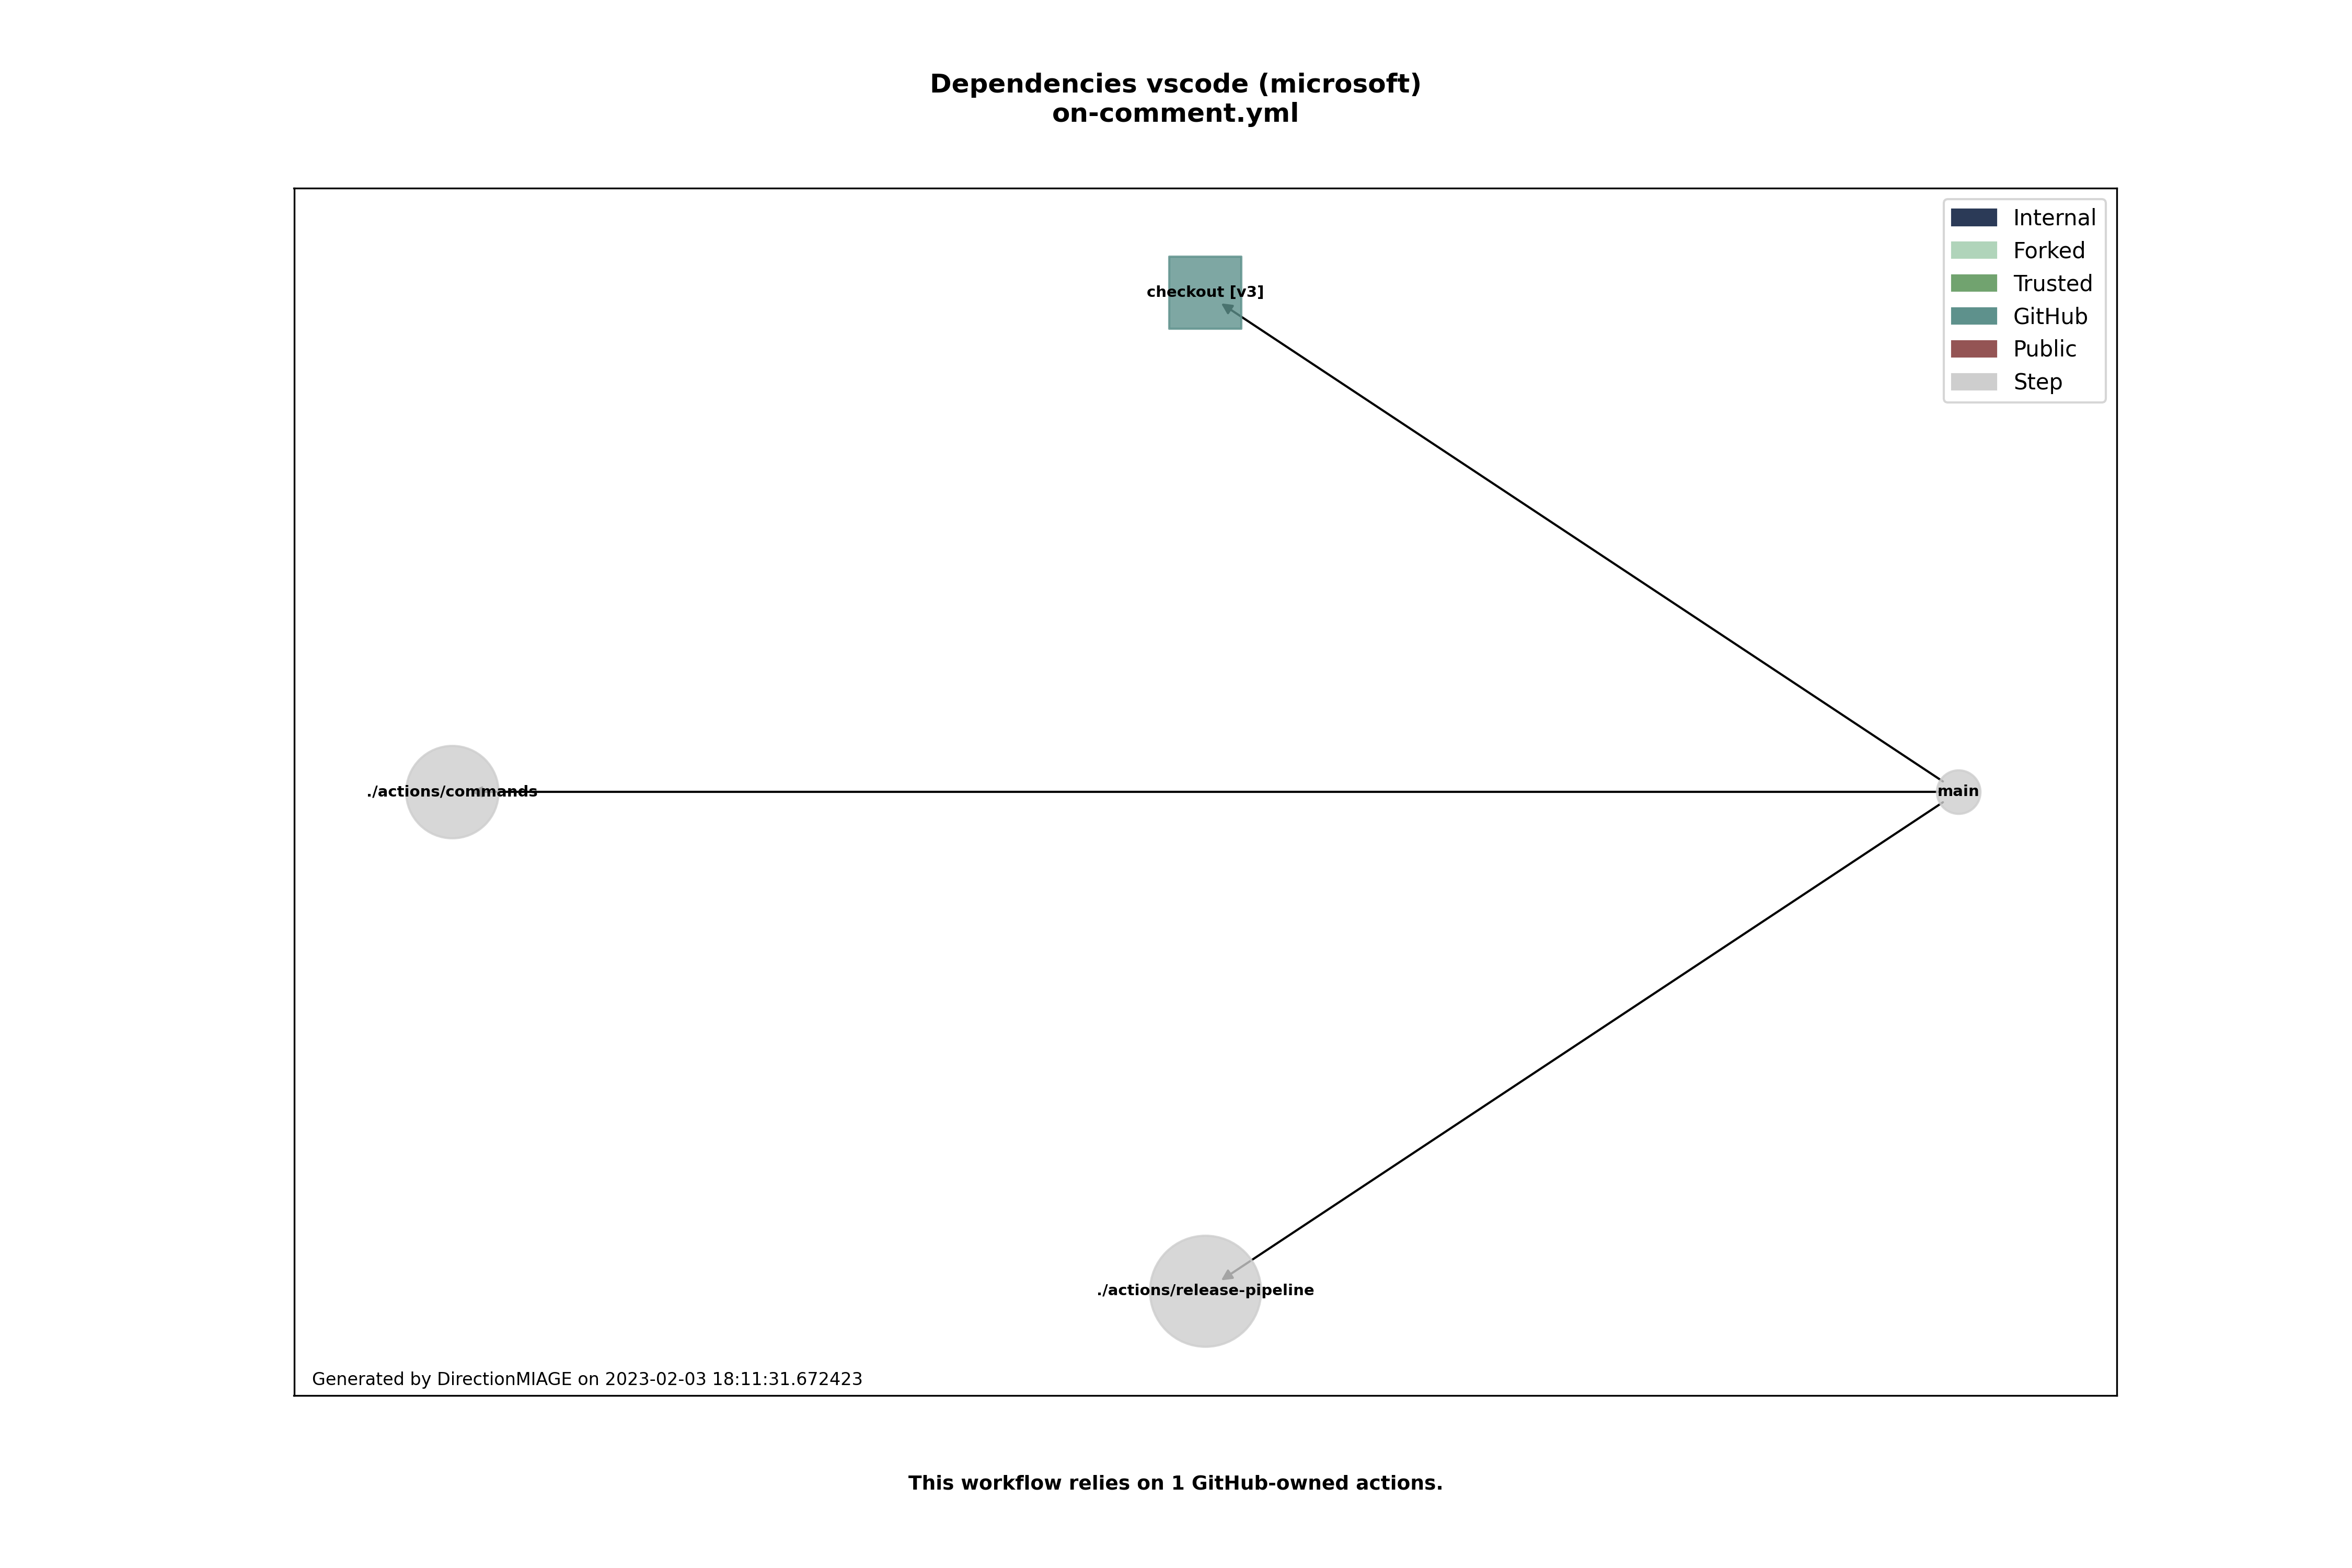 Dependencies vscode (microsoft)
on-comment.yml
Internal
Forked
Trusted
GitHub
Public
Step
checkout [v3]
./actions/commands
main
./actions/release-pipeline
Generated by DirectionMIAGE on 2023-02-03 18:11:31.672423
This workflow relies on 1 GitHub-owned actions.